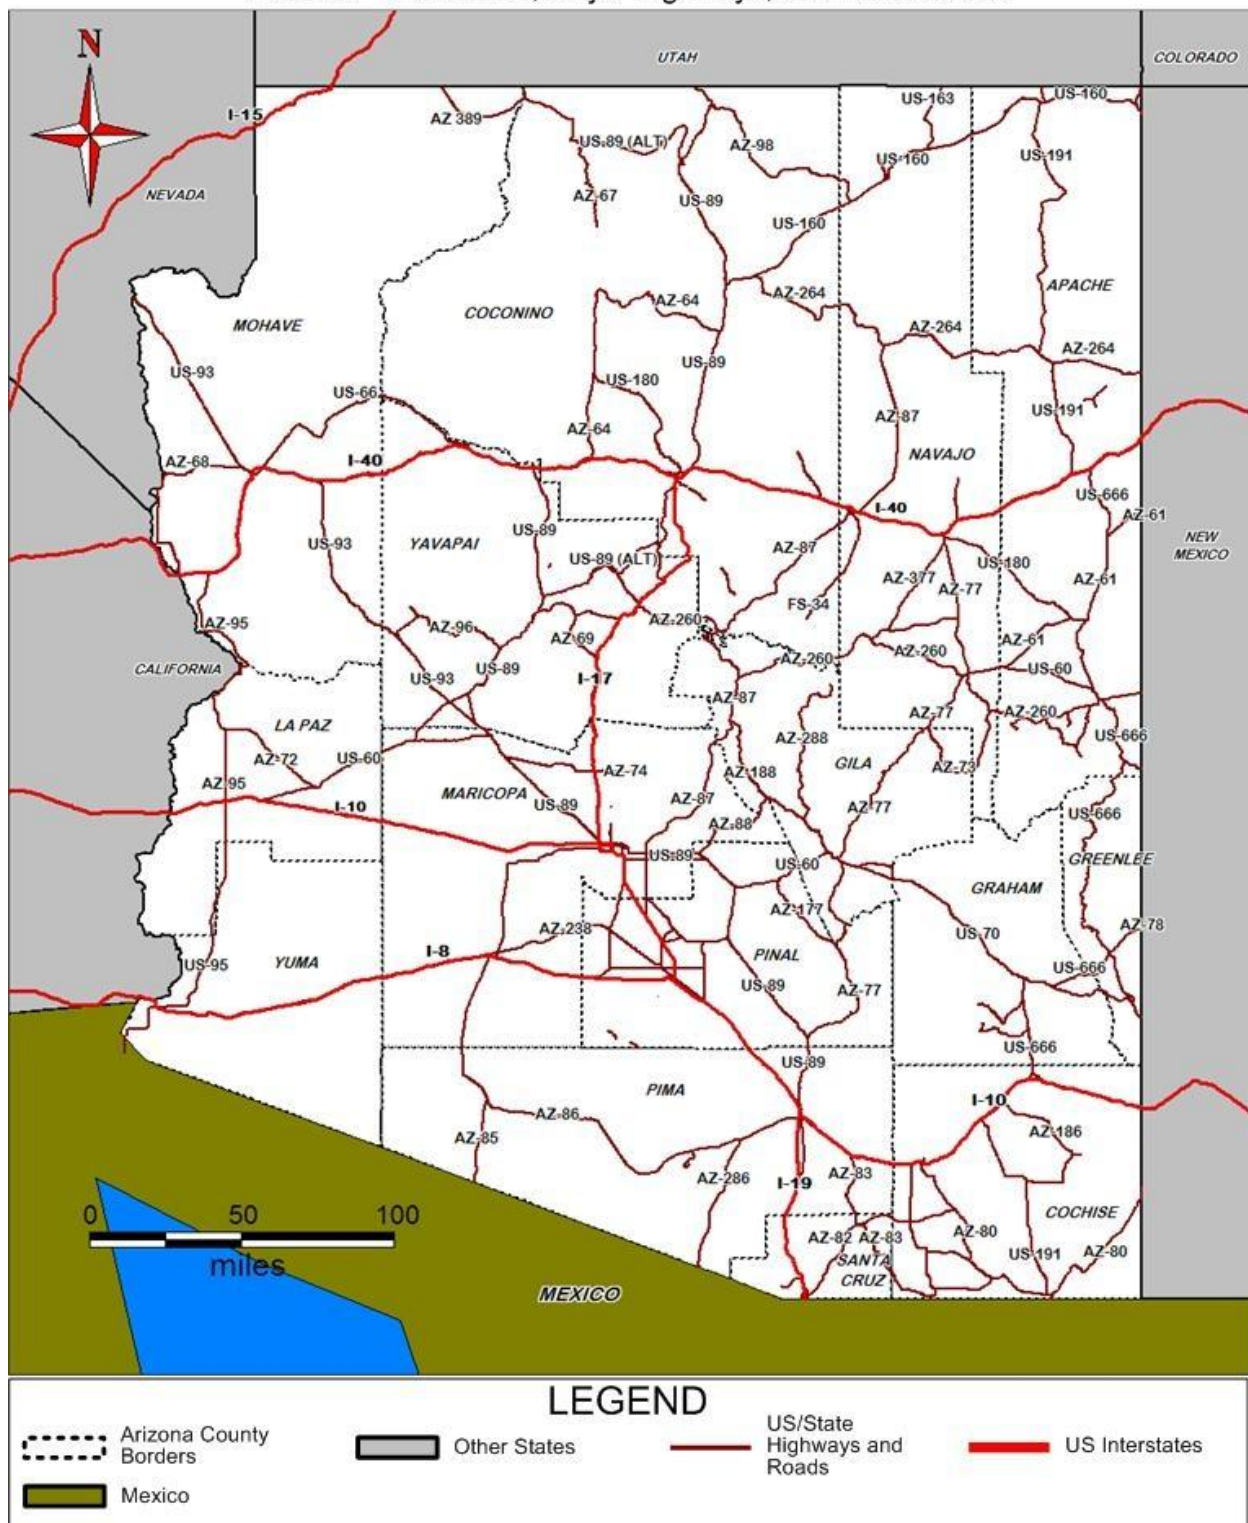 N
UTAH
COLORADO
I-15
AZ 389
US-163
US-160
US-89 (ALT)
AZ-98
US-160
US-191
NEVADA
AZ-67
US-89
US-160
APACHE
AZ-264
AZ-64
MOHAVE
COCONINO
AZ-264
AZ-264
US-93
US-89
US-180
US-66
US-191
AZ-87
AZ-64
NAVAJO
AZ-68
I-40
US-666
I-40
AZ-61
US-89
NEW
MEXICO
US-93
YAVAPAI
AZ-87
US-89 (ALT)
US-180
AZ-377
AZ-77
AZ-61
FS-34
AZ-95
AZ-260
AZ-96
AZ-69
AZ-61
AZ-260
AZ-260
CALIFORNIA
US-89
US-60
US-93
I-17
AZ-87
LA PAZ
AZ-77
AZ-260
US-666
AZ-288
AZ-72
US-60
GILA
AZ-73
AZ-74
AZ-188
AZ-95
MARICOPA
AZ-87
I-10
US-89
AZ-77
US-666
AZ-88
US-89
US-60
GREENLEE
GRAHAM
AZ-177
AZ-78
AZ-238
US-70
I-8
PINAL
YUMA
US-95
US-666
US-89
AZ-77
US-666
US-89
PIMA
I-10
AZ-86
AZ-186
AZ-85
AZ-83
AZ-286
I-19
0 50 100
COCHISE
AZ-82
AZ-83
AZ-80
US-191
AZ-80
SANTA
CRUZ
miles
MEXICO
LEGEND
Arizona County
Borders
Other States
US/State
Highways and
Roads
US Interstates
Mexico